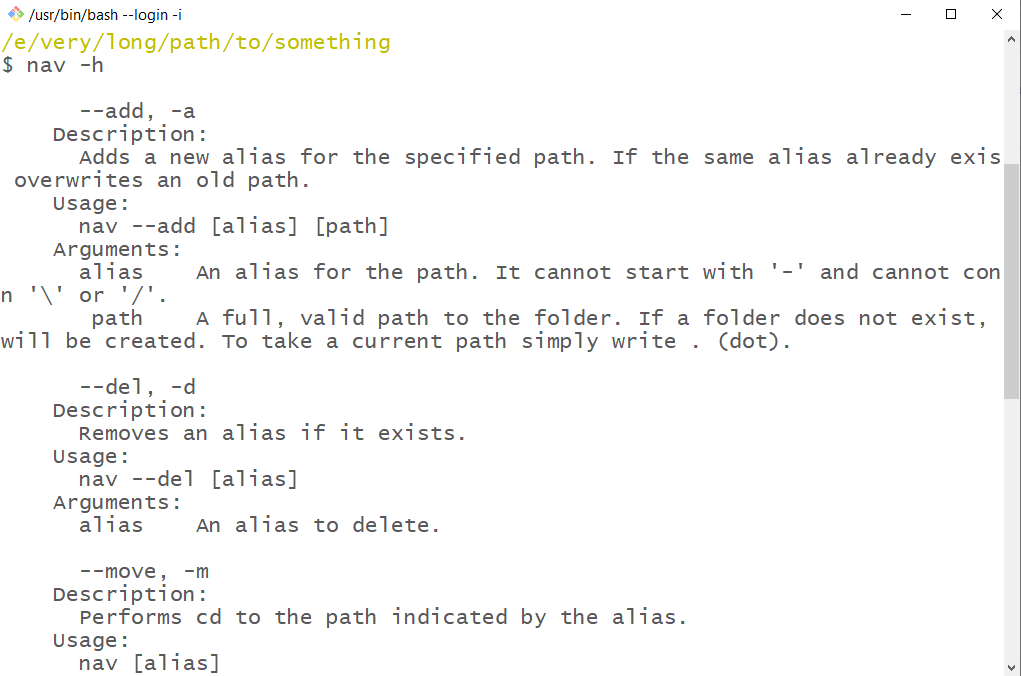 /usr/bin/bash --login -i
/e/very/long/path/to/something
$ nav -h
--add, -a
Description:
Adds a new alias for the specified path. If the same alias already exis
overwrites an old path.
Usage:
nav --add [alias] [path]
Arguments:
alias    An alias for the path. It cannot start with '-' and cannot con
n '\' or '/'.
path    A full, valid path to the folder. If a folder does not exist,
will be created. To take a current path simply write . (dot).
--del, -d
Description:
Removes an alias if it exists.
Usage:
nav --del [alias]
Arguments:
alias    An alias to delete.
--move, -m
Description:
Performs cd to the path indicated by the alias.
Usage:
nav [alias]